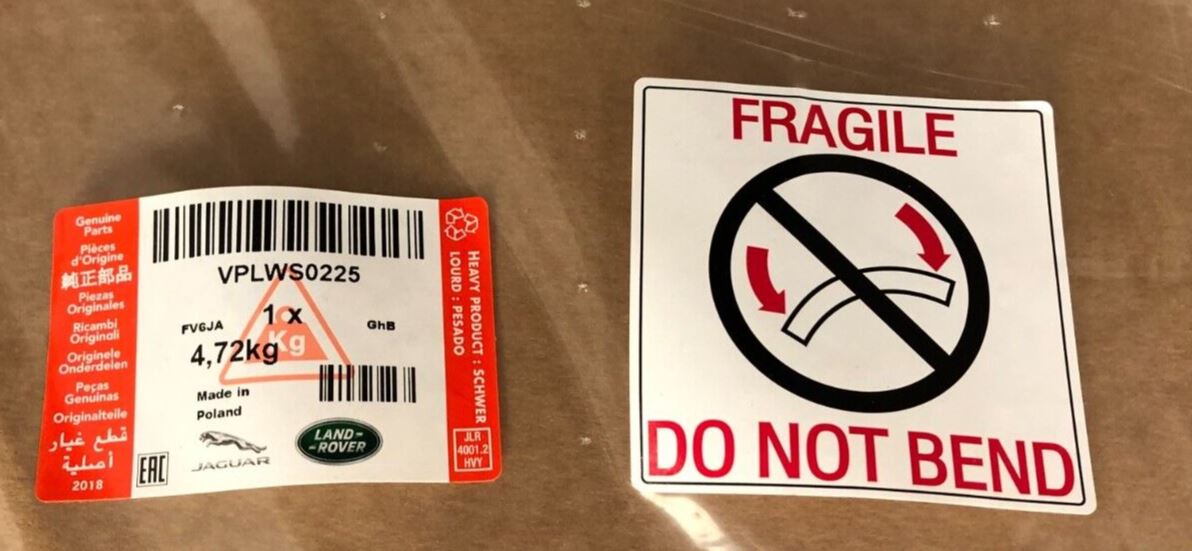 Genuine
Parts
Pièces
d'Origine
純正部品
Piezas
Originales
Ricambi
Originali
Originele
Onderdelen
Peças
Genuínas
Originalteile
قطع غيار
أصلية
2018
EAC
VPLWS0225
1 x
Kg
FV6JA
GhB
4,72kg
Made in
Poland
JAGUAR
LAND-
-ROVER
HEAVY PRODUCT : SCHWER
LOURD : PESADO
JLR
4001.2
HVY
FRAGILE
DO NOT BEND